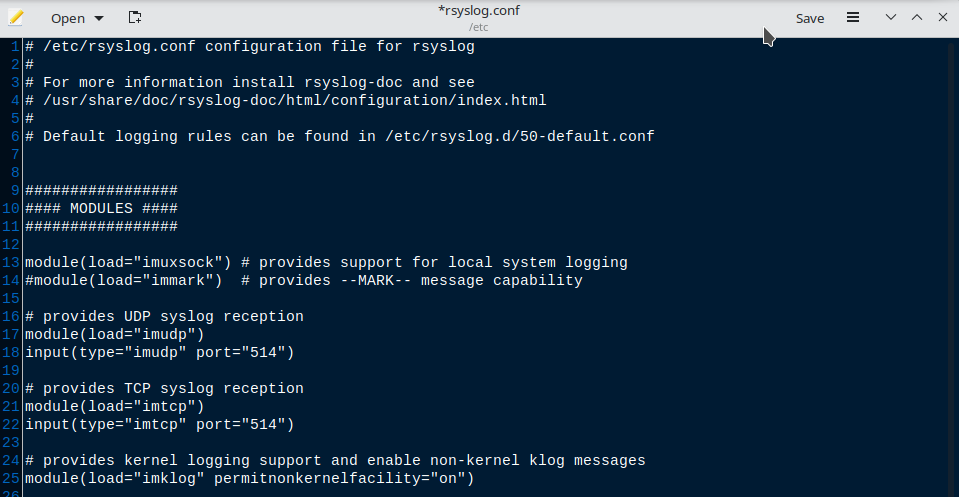 Open
*rsyslog.conf
/etc
Save
1 # /etc/rsyslog.conf configuration file for rsyslog
2 #
3 # For more information install rsyslog-doc and see
4 # /usr/share/doc/rsyslog-doc/html/configuration/index.html
5 #
6 # Default logging rules can be found in /etc/rsyslog.d/50-default.conf
7
8
9 #################
10 #### MODULES ####
11 #################
12
13 module(load="imuxsock") # provides support for local system logging
14 #module(load="immark")  # provides --MARK-- message capability
15
16 # provides UDP syslog reception
17 module(load="imudp")
18 input(type="imudp" port="514")
19
20 # provides TCP syslog reception
21 module(load="imtcp")
22 input(type="imtcp" port="514")
23
24 # provides kernel logging support and enable non-kernel klog messages
25 module(load="imklog" permitnonkernelfacility="on")
26